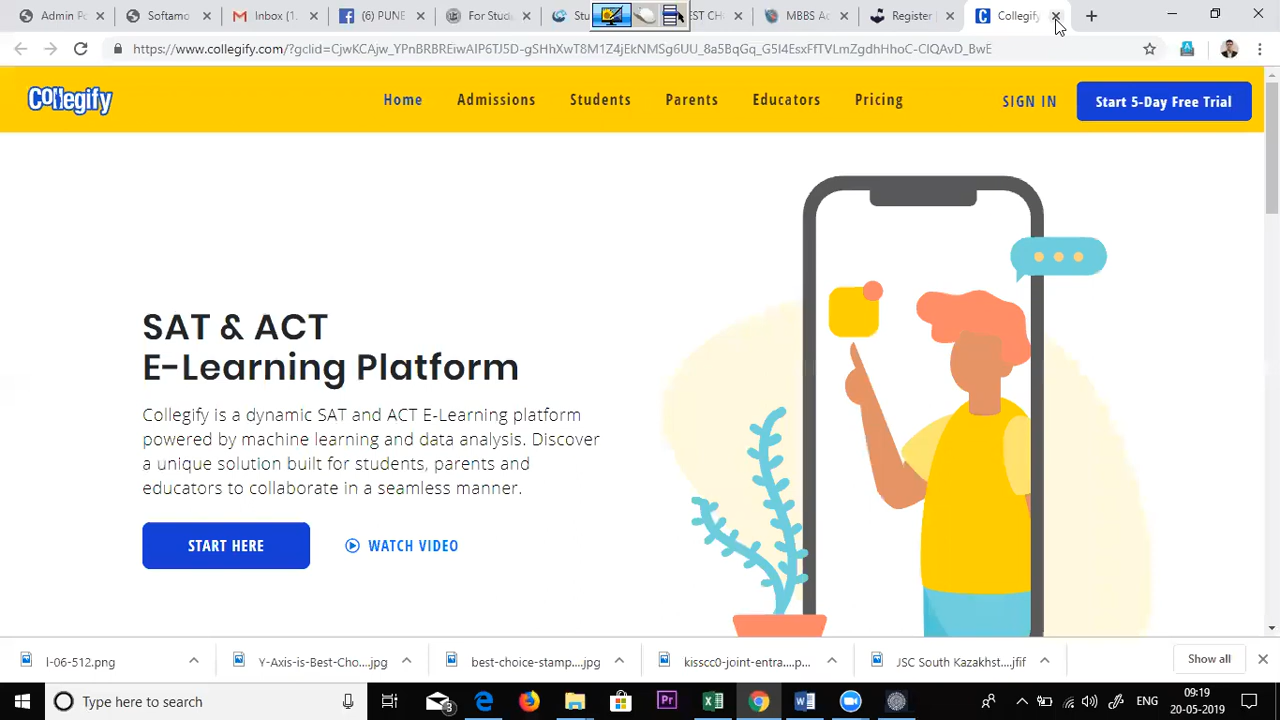 Admin Po
Softamo
Inbox (1.
(6) PUNE
For Stud
Stu
EST CH
MBBS Ac
Register
Collegify
https://www.collegify.com/?gclid=CjwKCAjw_YPnBRBREiwAIP6TJ5D-gSHhXwT8M1Z4jEkNMSg6UU_8a5BqGq_G5I4EsxFfTVLmZgdhHhoC-ClQAvD_BwE
Collegify
Home
Admissions
Students
Parents
Educators
Pricing
SIGN IN
Start 5-Day Free Trial
SAT & ACT
E-Learning Platform
Collegify is a dynamic SAT and ACT E-Learning platform
powered by machine learning and data analysis. Discover
a unique solution built for students, parents and
educators to collaborate in a seamless manner.
START HERE
WATCH VIDEO
I-06-512.png
Y-Axis-is-Best-Cho....jpg
best-choice-stamp....jpg
kisscc0-joint-entra....p...
JSC South Kazakhst....jfif
Show all
Type here to search
3
Pr
ENG
09:19
20-05-2019